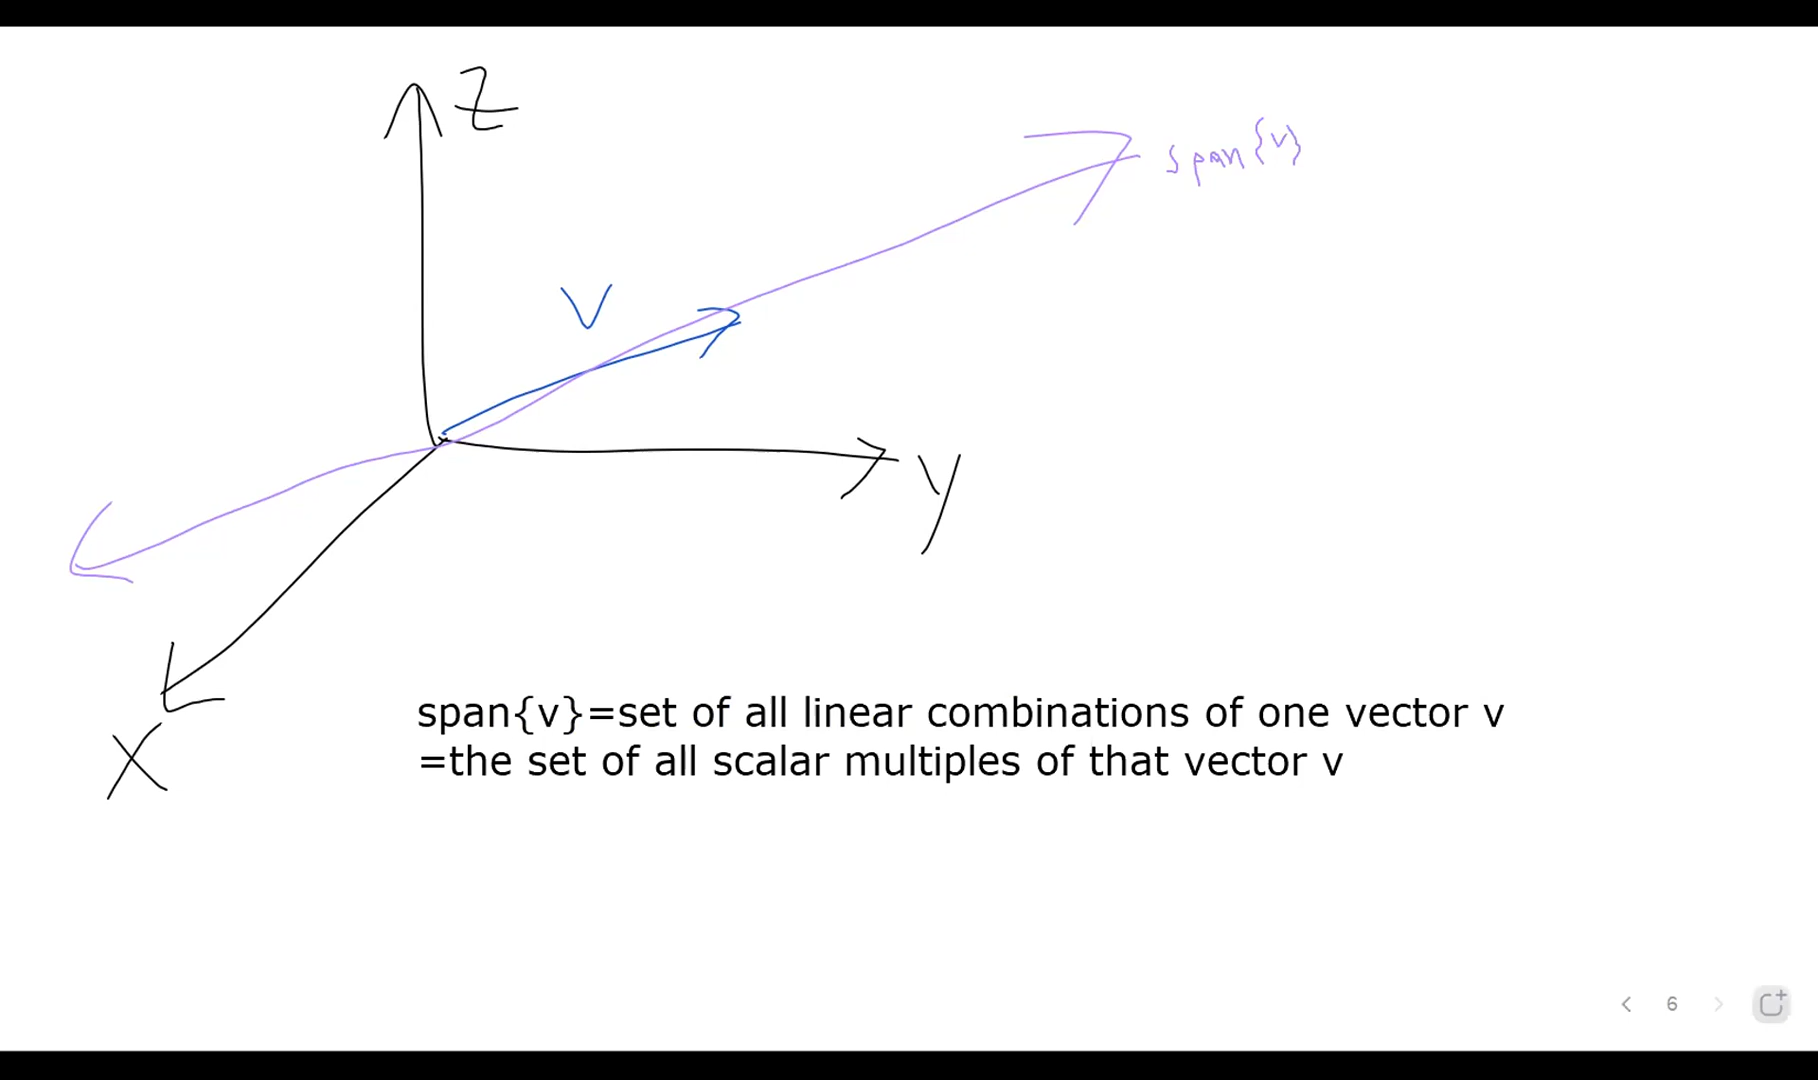 Z
span{v}
V
y
X
span{v}=set of all linear combinations of one vector v
=the set of all scalar multiples of that vector v
6